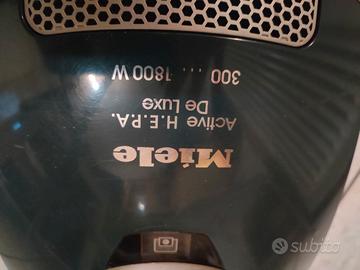 Miele
Active H.E.P.A.
De Luxe
300 ... 1800 W
subito